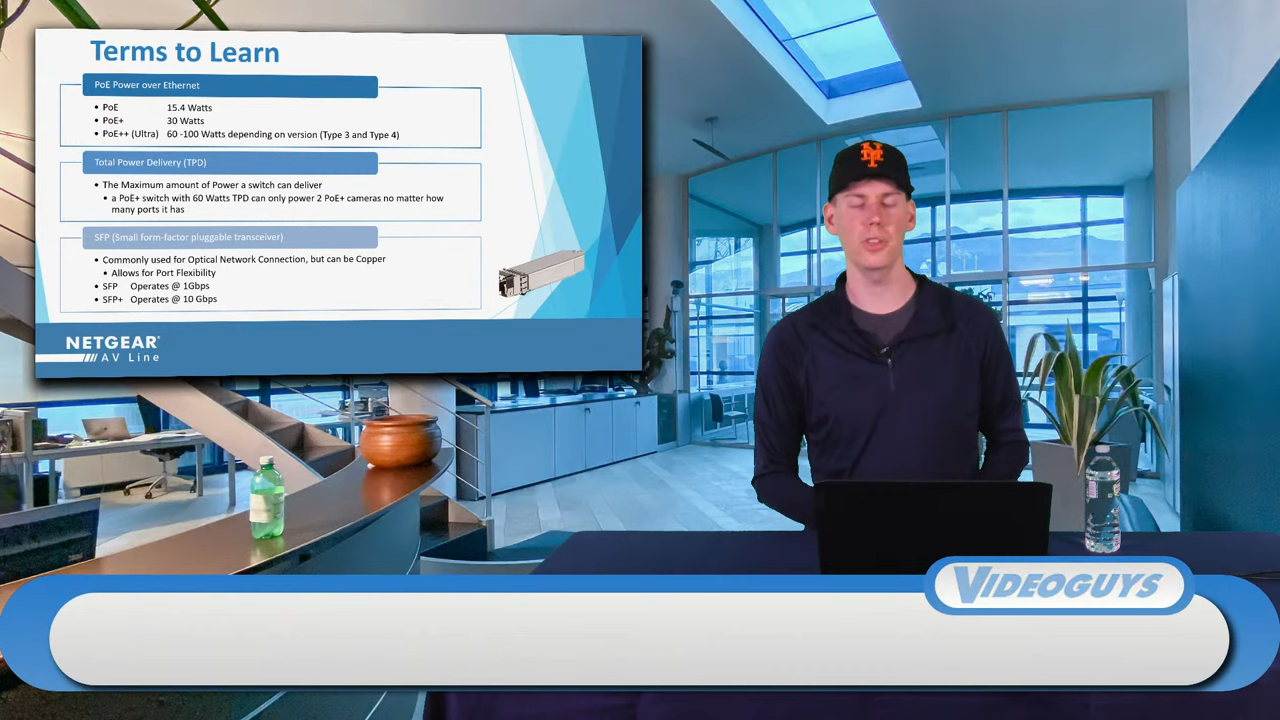 Terms to Learn
PoE Power over Ethernet
• PoE 15.4 Watts
• PoE+ 30 Watts
• PoE++ (Ultra) 60 -100 Watts depending on version (Type 3 and Type 4)
Total Power Delivery (TPD)
• The Maximum amount of Power a switch can deliver
• a PoE+ switch with 60 Watts TPD can only power 2 PoE+ cameras no matter how
many ports it has
SFP (Small form-factor pluggable transceiver)
• Commonly used for Optical Network Connection, but can be Copper
• Allows for Port Flexibility
• SFP Operates @ 1Gbps
• SFP+ Operates @ 10 Gbps
NETGEAR®
AV Line
NY
VIDEOGUYS